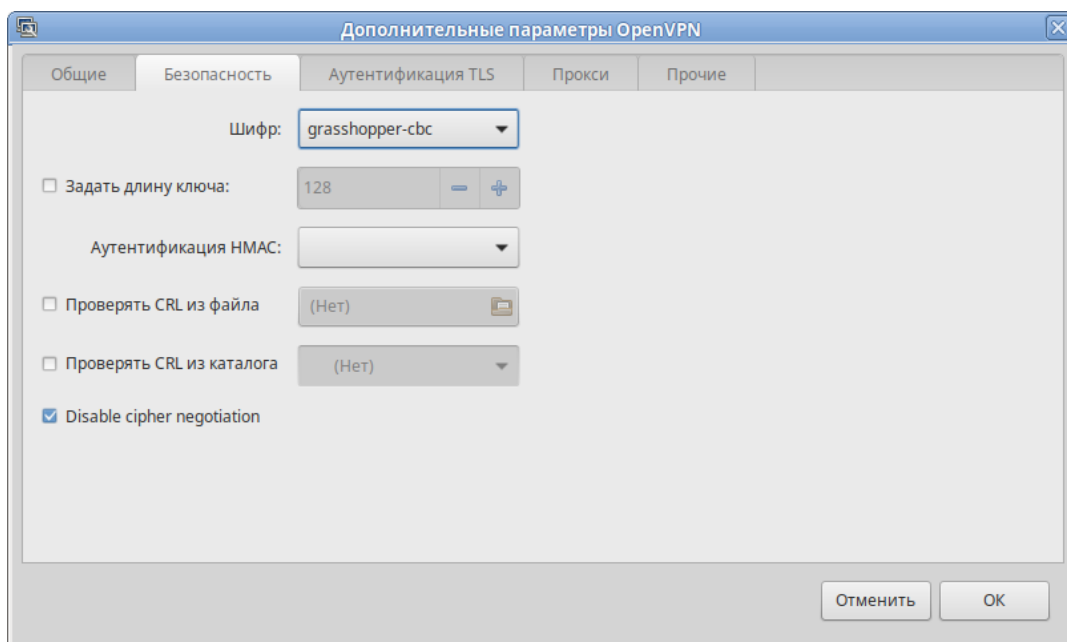 Дополнительные параметры OpenVPN
Общие Безопасность Аутентификация TLS Прокси Прочие
Шифр: grasshopper-cbc
Задать длину ключа: 128
Аутентификация HMAC:
Проверять CRL из файла (Нет)
Проверять CRL из каталога (Нет)
Disable cipher negotiation
Отменить ОК